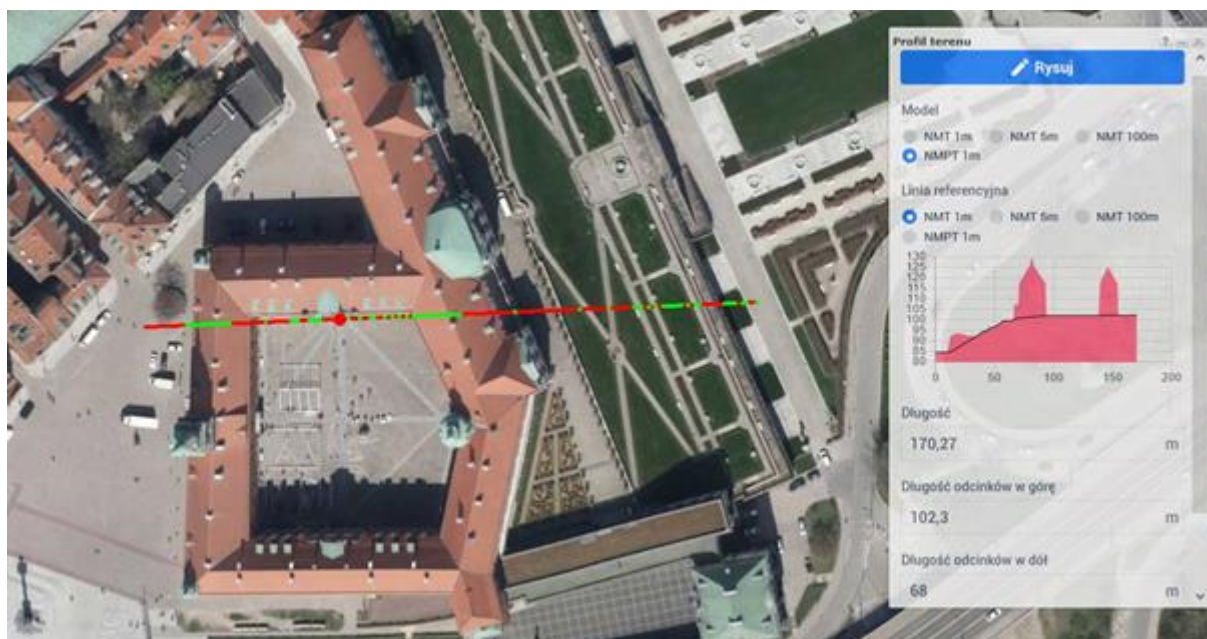 Profil terenu
Rysuj
Model
NMT 1m NMT 5m NMT 100m
NMPT 1m
Linia referencyjna
NMT 1m NMT 5m NMT 100m
NMPT 1m
130
125
120
115
110
105
100
95
90
85
80
0 50 100 150 200
Długość
170,27 m
Długość odcinków w górę
102,3 m
Długość odcinków w dół
68 m